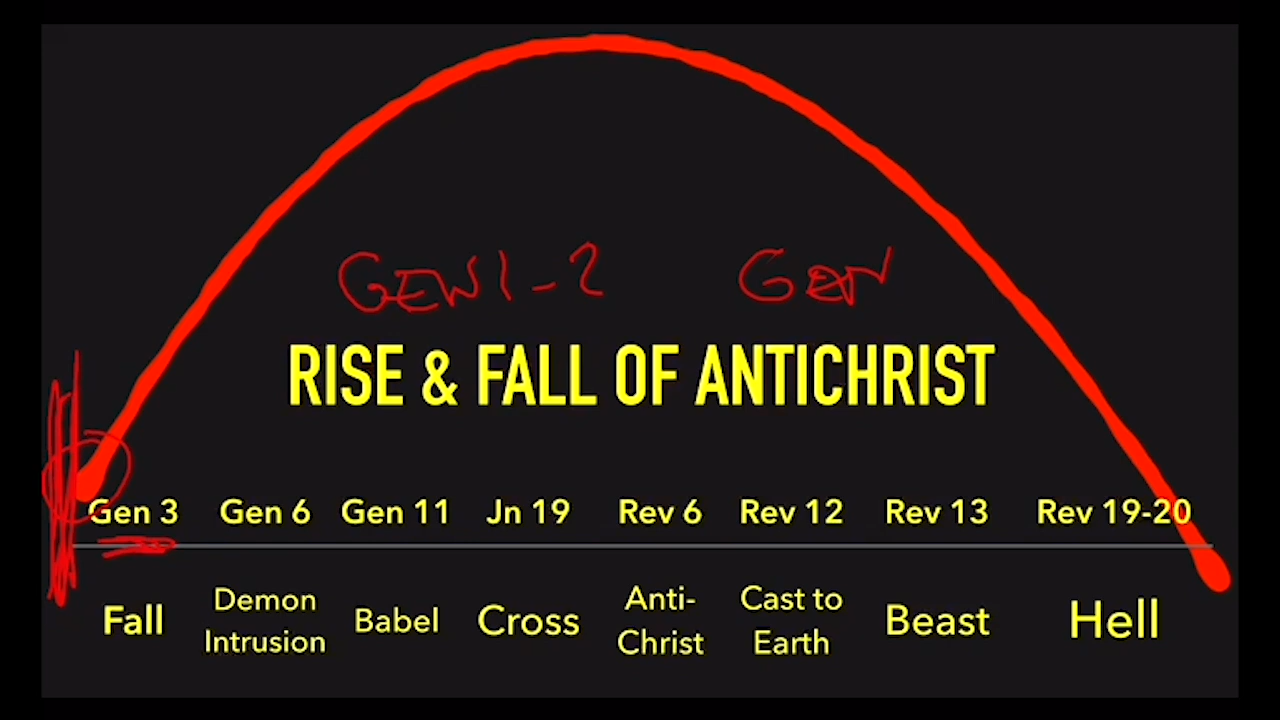 GEN 1-2 GEN
RISE & FALL OF ANTICHRIST
Gen 3 Gen 6 Gen 11 Jn 19 Rev 6 Rev 12 Rev 13 Rev 19-20
Fall Demon Intrusion Babel Cross Anti-Christ Cast to Earth Beast Hell